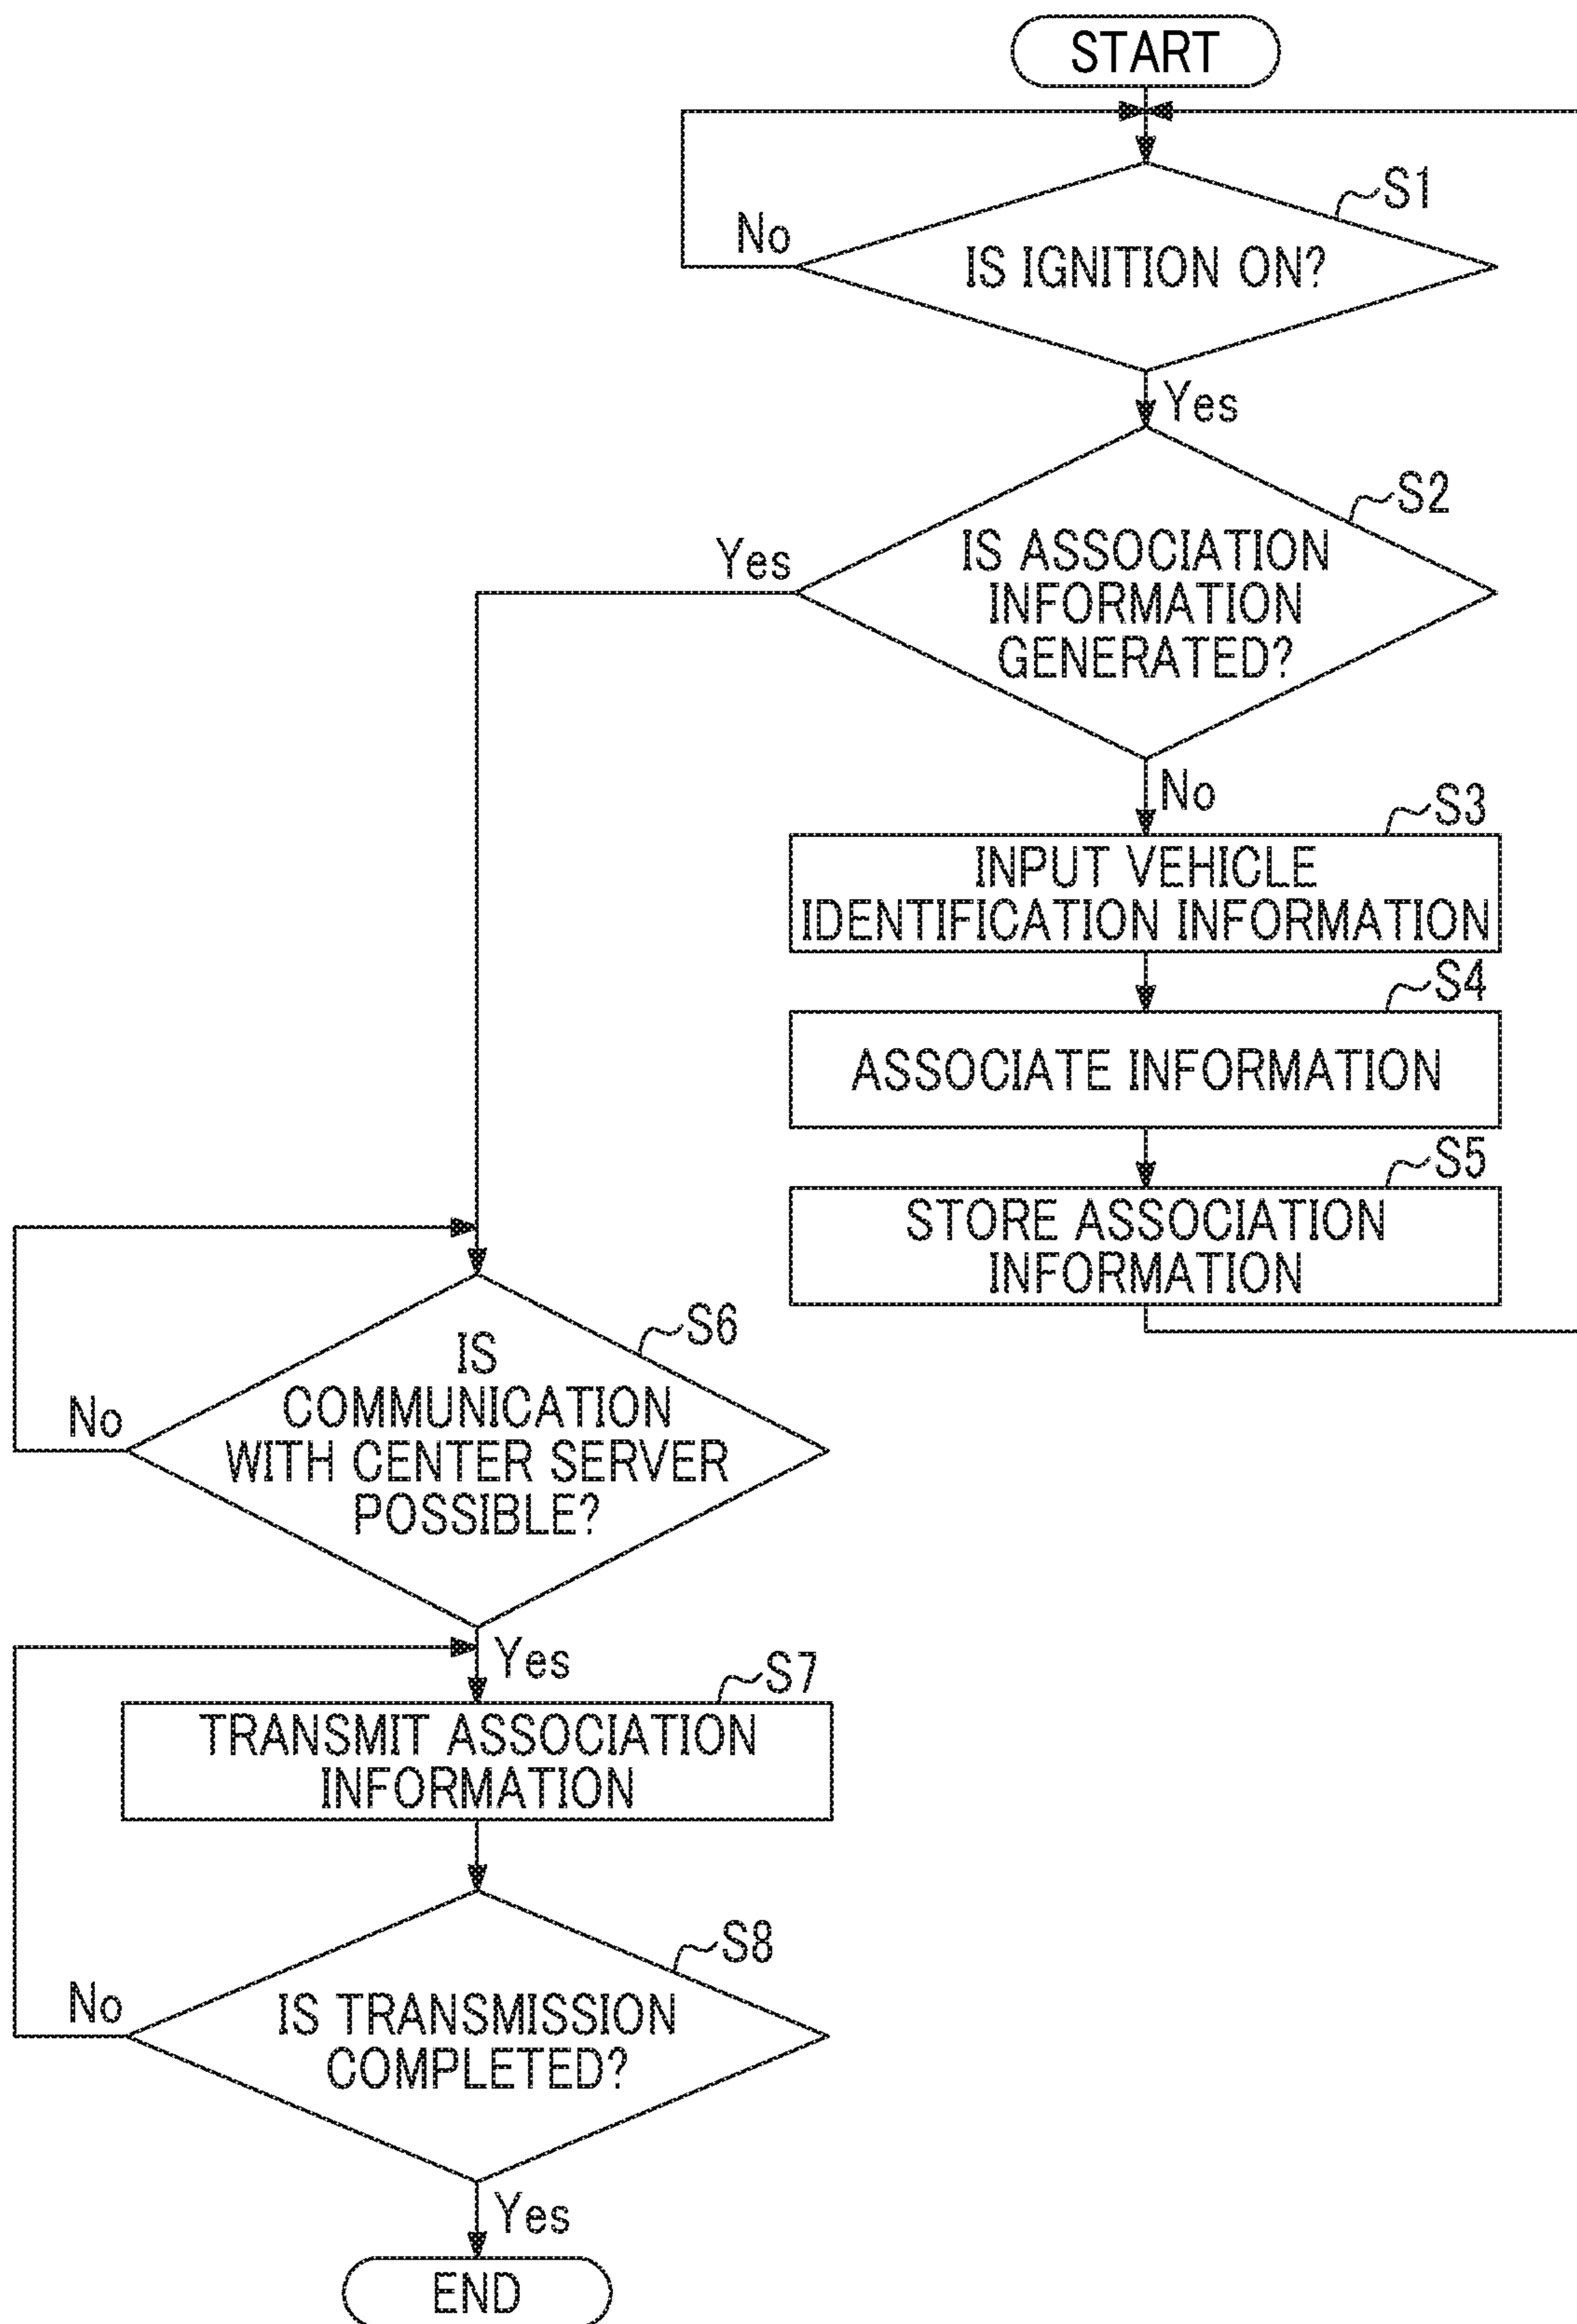 START
S1
No
IS IGNITION ON?
Yes
S2
Yes
IS ASSOCIATION
INFORMATION
GENERATED?
No
S3
INPUT VEHICLE
IDENTIFICATION INFORMATION
S4
ASSOCIATE INFORMATION
S5
STORE ASSOCIATION
INFORMATION
S6
IS
COMMUNICATION
WITH CENTER SERVER
POSSIBLE?
No
Yes
S7
TRANSMIT ASSOCIATION
INFORMATION
S8
No
IS TRANSMISSION
COMPLETED?
Yes
END